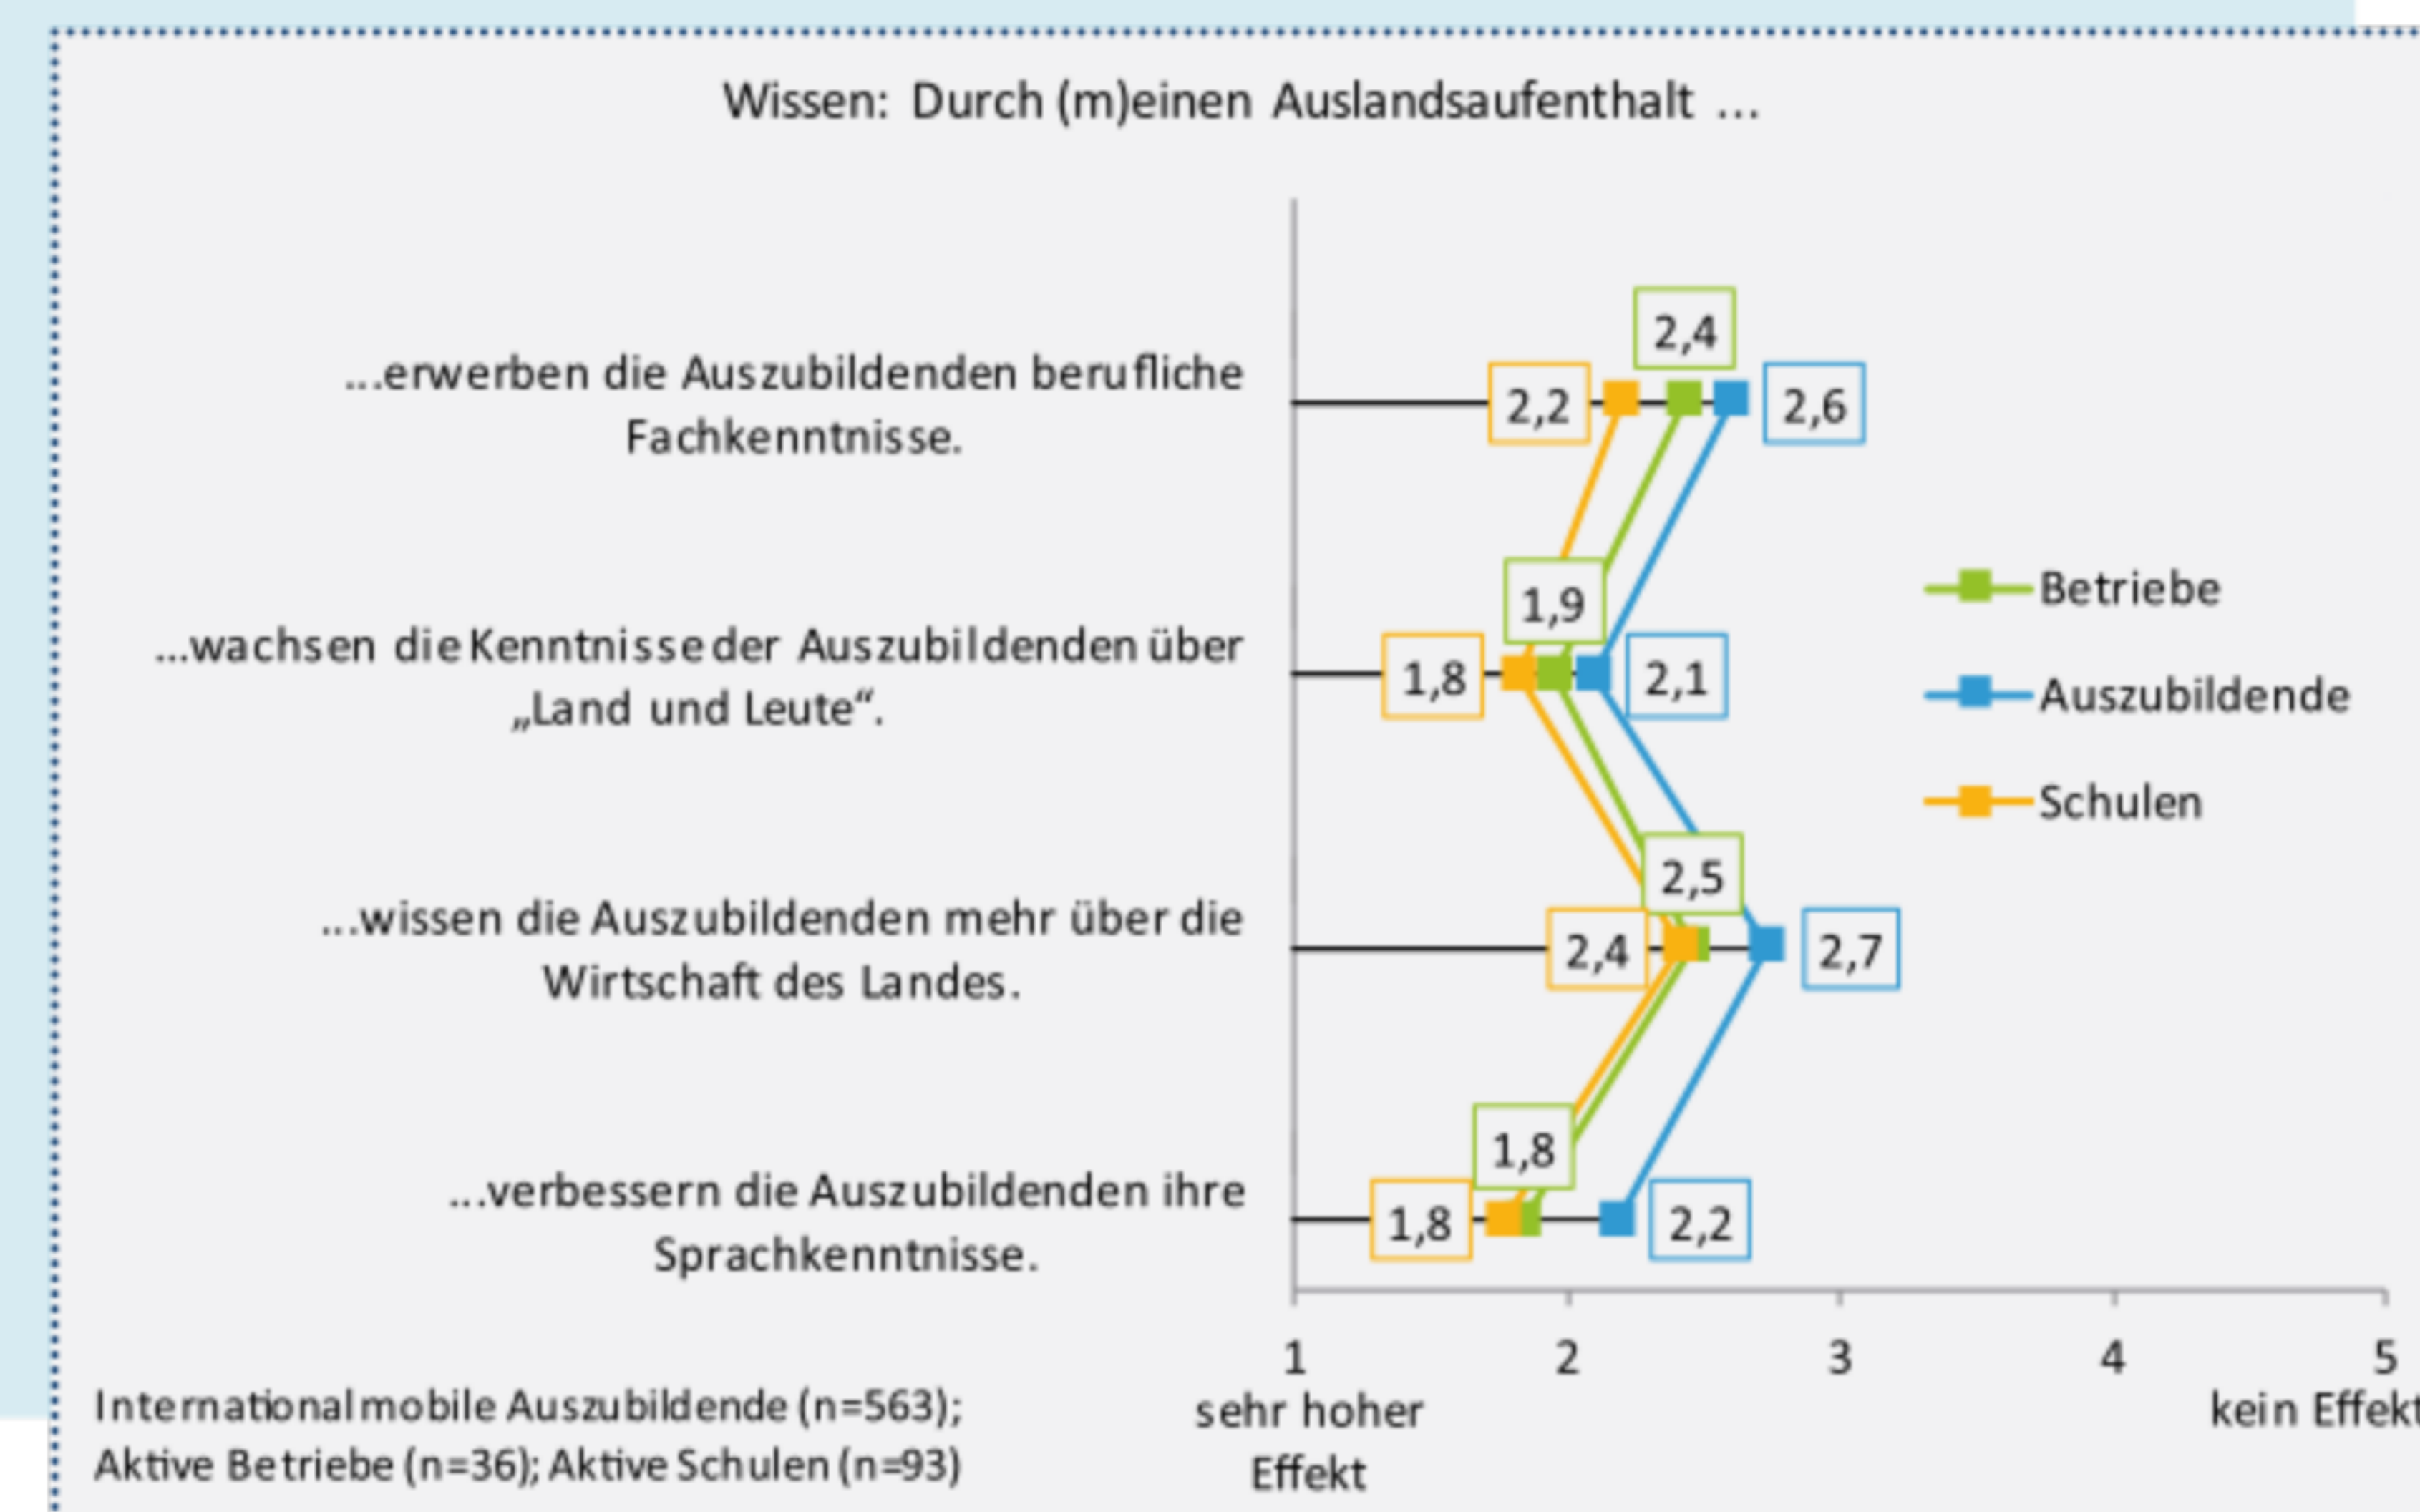 Wissen: Durch (m)einen Auslandsaufenthalt ...
2,4
...erwerben die Auszubildenden berufliche
Fachkenntnisse.
2,2
2,6
1,9
...wachsen die Kenntnisse der Auszubildenden über
„Land und Leute“.
1,8
2,1
Betriebe
Auszubildende
Schulen
2,5
...wissen die Auszubildenden mehr über die
Wirtschaft des Landes.
2,4
2,7
1,8
...verbessern die Auszubildenden ihre
Sprachkenntnisse.
1,8
2,2
1 2 3 4 5
sehr hoher
Effekt
kein Effekt
International mobile Auszubildende (n=563);
Aktive Betriebe (n=36); Aktive Schulen (n=93)